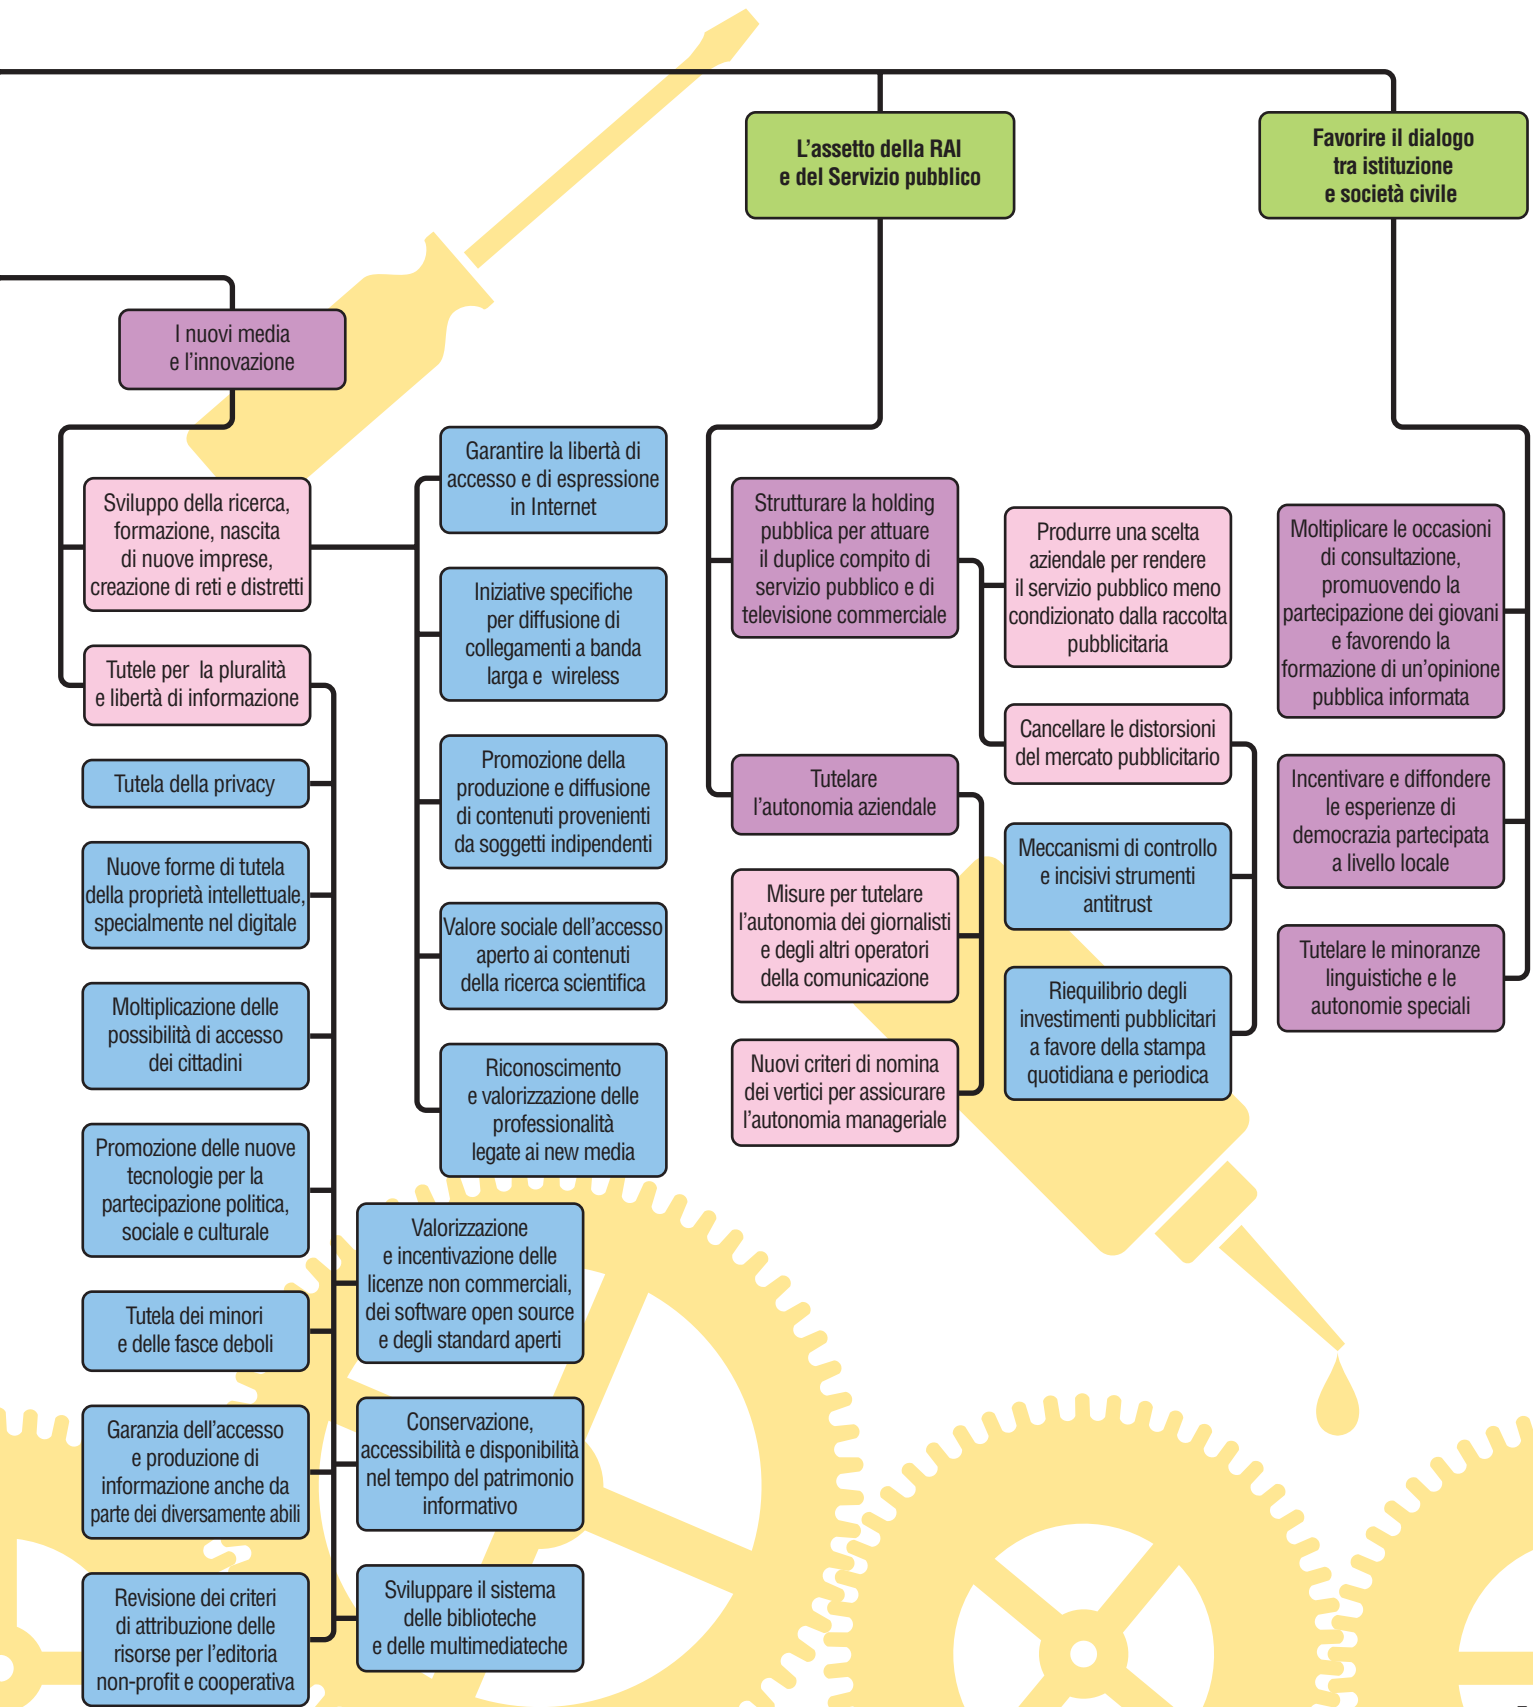 L'assetto della RAI
e del Servizio pubblico
Favorire il dialogo
tra istituzione
e società civile
I nuovi media
e l'innovazione
Sviluppo della ricerca,
formazione, nascita
di nuove imprese,
creazione di reti e distretti
Tutele per la pluralità
e libertà di informazione
Tutela della privacy
Nuove forme di tutela
della proprietà intellettuale,
specialmente nel digitale
Moltiplicazione delle
possibilità di accesso
dei cittadini
Promozione delle nuove
tecnologie per la
partecipazione politica,
sociale e culturale
Tutela dei minori
e delle fasce deboli
Garanzia dell'accesso
e produzione di
informazione anche da
parte dei diversamente abili
Revisione dei criteri
di attribuzione delle
risorse per l'editoria
non-profit e cooperativa
Garantire la libertà di
accesso e di espressione
in Internet
Iniziative specifiche
per diffusione di
collegamenti a banda
larga e wireless
Promozione della
produzione e diffusione
di contenuti provenienti
da soggetti indipendenti
Valore sociale dell'accesso
aperto ai contenuti
della ricerca scientifica
Riconoscimento
e valorizzazione delle
professionalità
legate ai new media
Valorizzazione
e incentivazione delle
licenze non commerciali,
dei software open source
e degli standard aperti
Conservazione,
accessibilità e disponibilità
nel tempo del patrimonio
informativo
Sviluppare il sistema
delle biblioteche
e delle multimediateche
Strutturare la holding
pubblica per attuare
il duplice compito di
servizio pubblico e di
televisione commerciale
Tutelare
l'autonomia aziendale
Misure per tutelare
l'autonomia dei giornalisti
e degli altri operatori
della comunicazione
Nuovi criteri di nomina
dei vertici per assicurare
l'autonomia manageriale
Produrre una scelta
aziendale per rendere
il servizio pubblico meno
condizionato dalla raccolta
pubblicitaria
Cancellare le distorsioni
del mercato pubblicitario
Meccanismi di controllo
e incisivi strumenti
antitrust
Riequilibrio degli
investimenti pubblicitari
a favore della stampa
quotidiana e periodica
Moltiplicare le occasioni
di consultazione,
promuovendo la
partecipazione dei giovani
e favorendo la
formazione di un'opinione
pubblica informata
Incentivare e diffondere
le esperienze di
democrazia partecipata
a livello locale
Tutelare le minoranze
linguistiche e le
autonomie speciali